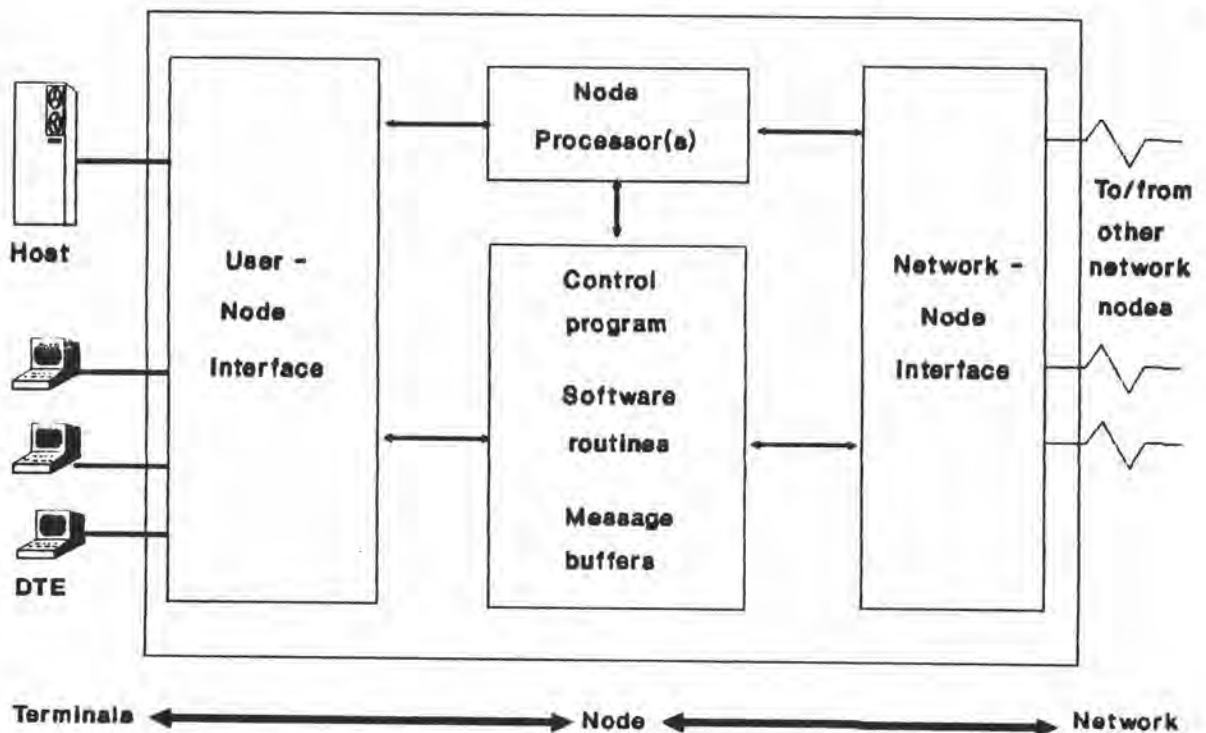 Host
DTE
User -
Node
Interface
Node
Processor(s)
Control
program
Software
routines
Message
buffers
Network -
Node
Interface
To/from
other
network
nodes
Terminals
Node
Network